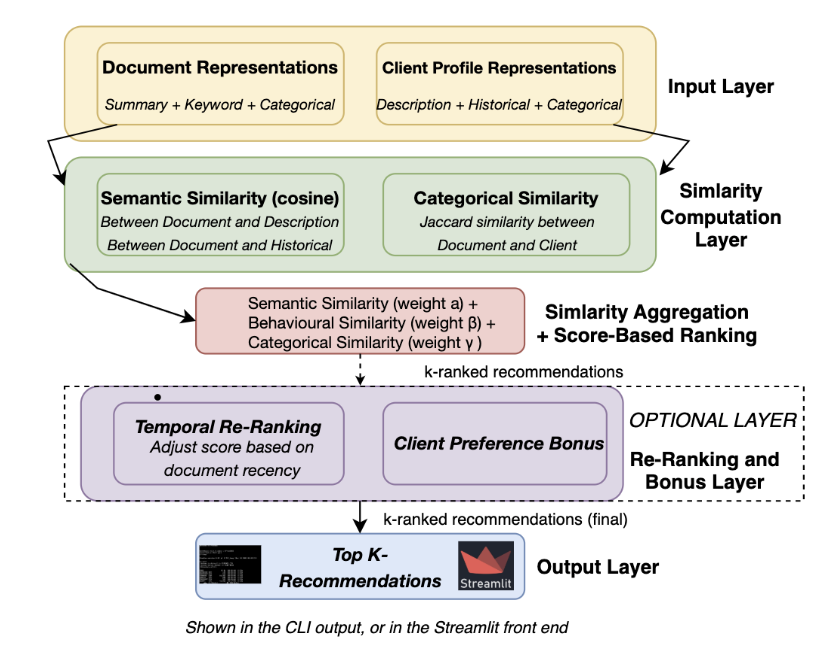 Document Representations
Summary + Keyword + Categorical
Client Profile Representations
Description + Historical + Categorical
Input Layer
Semantic Similarity (cosine)
Between Document and Description
Between Document and Historical
Categorical Similarity
Jaccard similarity between
Document and Client
Simlarity
Computation
Layer
Semantic Similarity (weight a) +
Behavioural Similarity (weight β) +
Categorical Similarity (weight γ )
Simlarity Aggregation
+ Score-Based Ranking
k-ranked recommendations
Temporal Re-Ranking
Adjust score based on
document recency
Client Preference Bonus
OPTIONAL LAYER
Re-Ranking and
Bonus Layer
k-ranked recommendations (final)
Top K-
Recommendations
Streamlit
Output Layer
Shown in the CLI output, or in the Streamlit front end